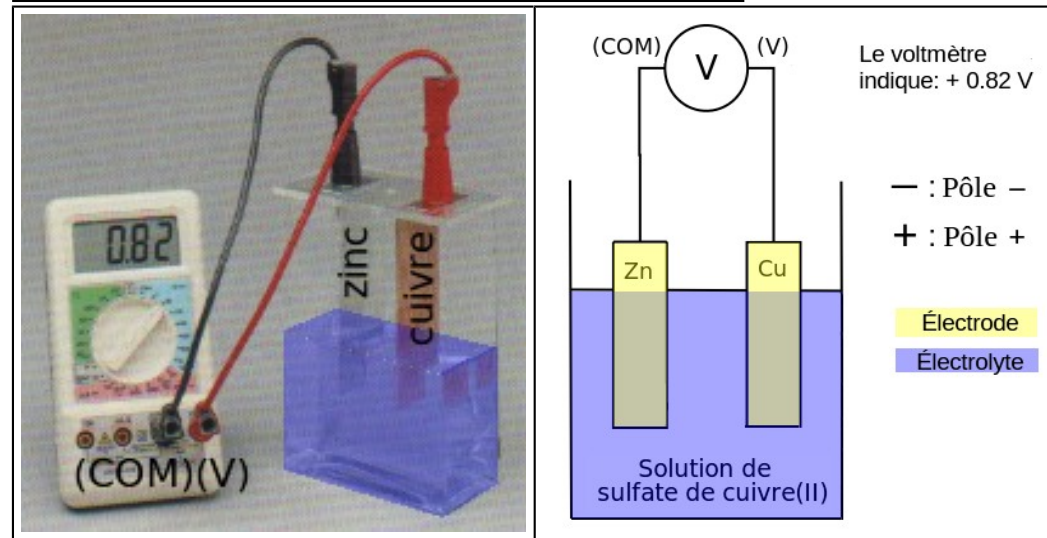 0.82
zinc
cuivre
(COM)(V)
(COM)
V
(V)
Le voltmètre
indique: + 0.82 V
− : Pôle −
+ : Pôle +
Zn
Cu
Électrode
Électrolyte
Solution de
sulfate de cuivre(II)